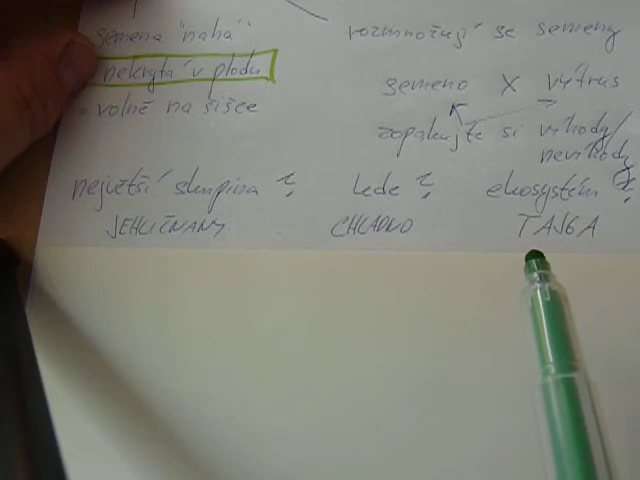 semena "nahá"
rozmnožují se semeny
nekrytá v plodu
semeno x výtrus
= volně na šišce
zopakujte si výhody/
nevýhody
největší skupina ?
kde ?
ekosystém ?
JEHLIČNANY
CHLADNO
TAJGA